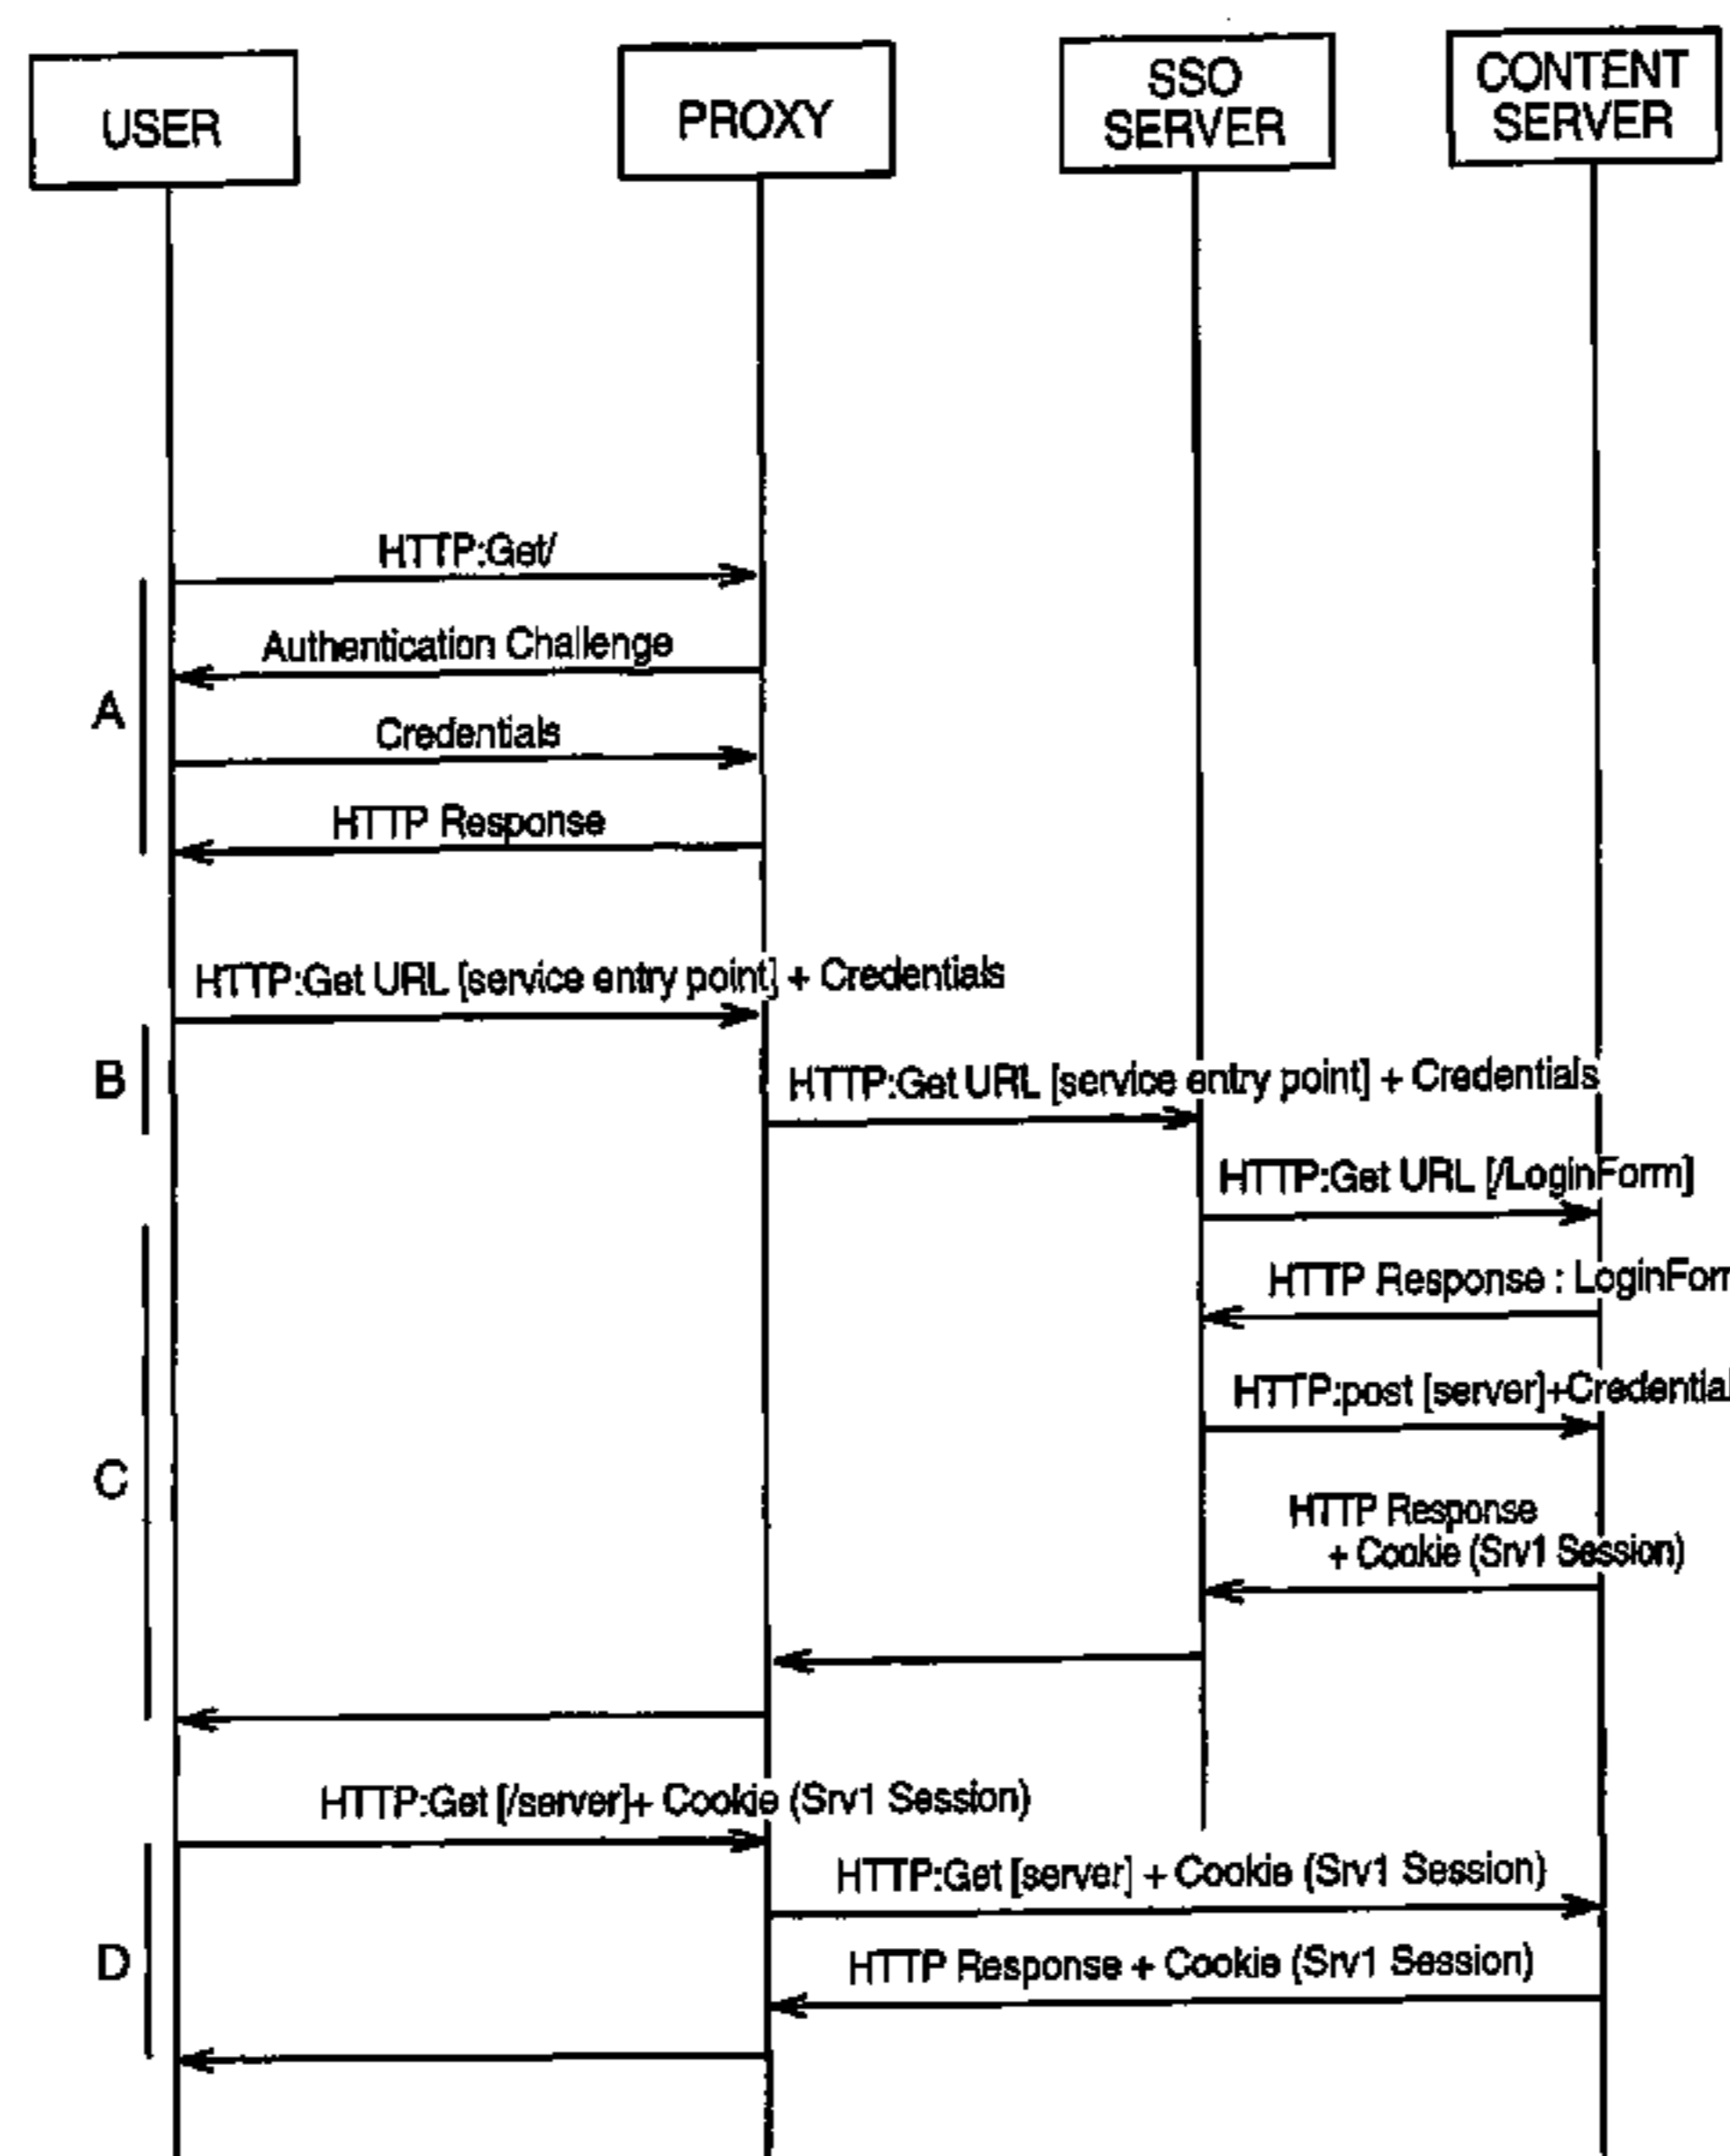 USER
PROXY
SSO
SERVER
CONTENT
SERVER
HTTP:Get/
Authentication Challenge
A
Credentials
HTTP Response
HTTP:Get URL [service entry point] + Credentials
B
HTTP:Get URL [service entry point] + Credentials
HTTP:Get URL [/LoginForm]
HTTP Response : LoginForm
HTTP:post [server]+Credential
C
HTTP Response
+ Cookie (Srv1 Session)
HTTP:Get [/server]+ Cookie (Srv1 Session)
HTTP:Get [server] + Cookie (Srv1 Session)
D
HTTP Response + Cookie (Srv1 Session)